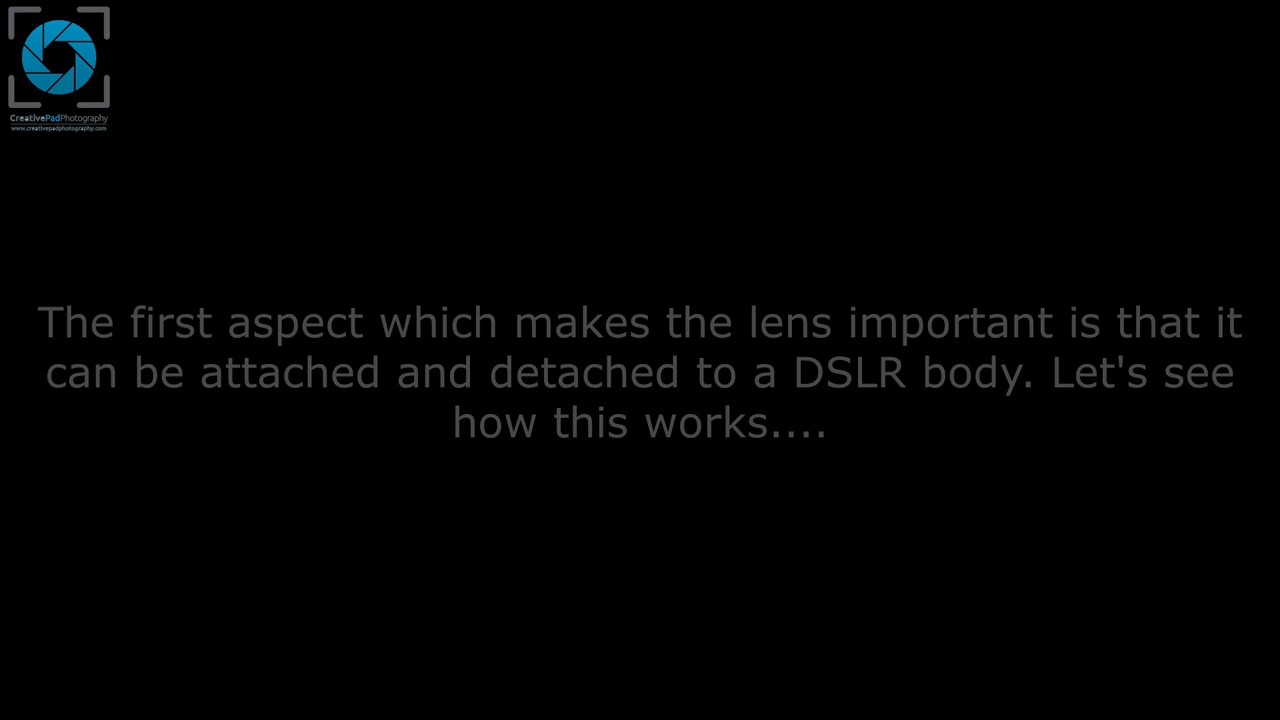 CreativePadPhotography
www.creativepadphotography.com
The first aspect which makes the lens important is that it
can be attached and detached to a DSLR body. Let's see
how this works....